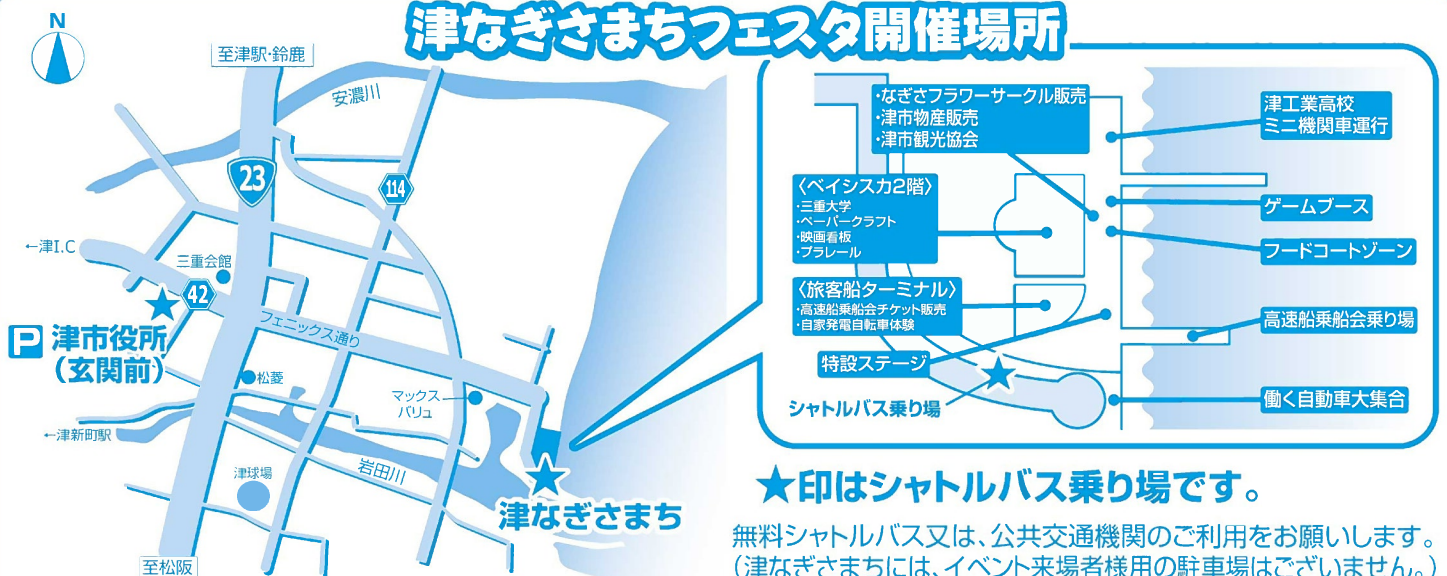 津なぎさまちフェスタ開催場所
N
至津駅・鈴鹿
安濃川
23
114
←津I.C
三重会館
42
フェニックス通り
P 津市役所
(玄関前)
松菱
マックス
バリュ
←津新町駅
津球場
岩田川
津なぎさまち
至松阪
・なぎさフラワーサークル販売
・津市物産販売
・津市観光協会
〈ベイシスカ2階〉
・三重大学
・ペーパークラフト
・映画看板
・プラレール
〈旅客船ターミナル〉
・高速船乗船会チケット販売
・自家発電自転車体験
特設ステージ
シャトルバス乗り場
津工業高校
ミニ機関車運行
ゲームブース
フードコートゾーン
高速船乗船会乗り場
働く自動車大集合
★印はシャトルバス乗り場です。
無料シャトルバス又は、公共交通機関のご利用をお願いします。
(津なぎさまちには、イベント来場者様用の駐車場はございません。)